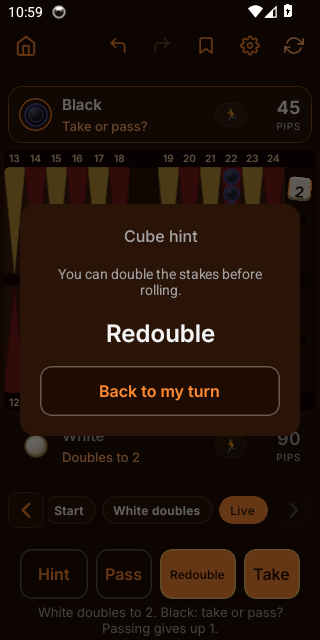 10:59
Black
Take or pass?
45
PIPS
13 14 15 16 17 18 19 20 21 22 23 24
2
Cube hint
You can double the stakes before
rolling.
Redouble
Back to my turn
12
White
Doubles to 2
90
PIPS
Start
White doubles
Live
Hint
Pass
Redouble
Take
White doubles to 2. Black: take or pass?
Passing gives up 1.